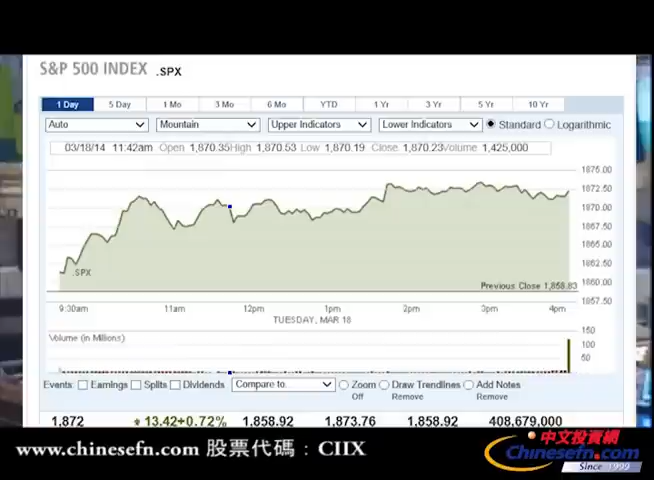 S&P 500 INDEX .SPX
1 Day 5 Day 1 Mo 3 Mo 6 Mo YTD 1 Yr 3 Yr 5 Yr 10 Yr
Auto Mountain Upper Indicators Lower Indicators Standard Logarithmic
03/18/14 11:42am Open 1,870.35 High 1,870.53 Low 1,870.19 Close 1,870.23 Volume 1,425,000
1875.00
1872.50
1870.00
1867.50
1865.00
1862.50
.SPX
1860.00
Previous Close 1,858.83
1857.50
9:30am 11am 12pm 1pm 2pm 3pm 4pm
TUESDAY, MAR 18
Volume (in Millions)
150
100
50
Events: Earnings Splits Dividends Compare to... Zoom Draw Trendlines Add Notes
Off Remove Remove
1,872 13.42+0.72% 1,858.92 1,873.76 1,858.92 408,679,000
www.chinesefn.com 股票代碼：CIIX
中文投資網
Chinesefn.com
Since 1999